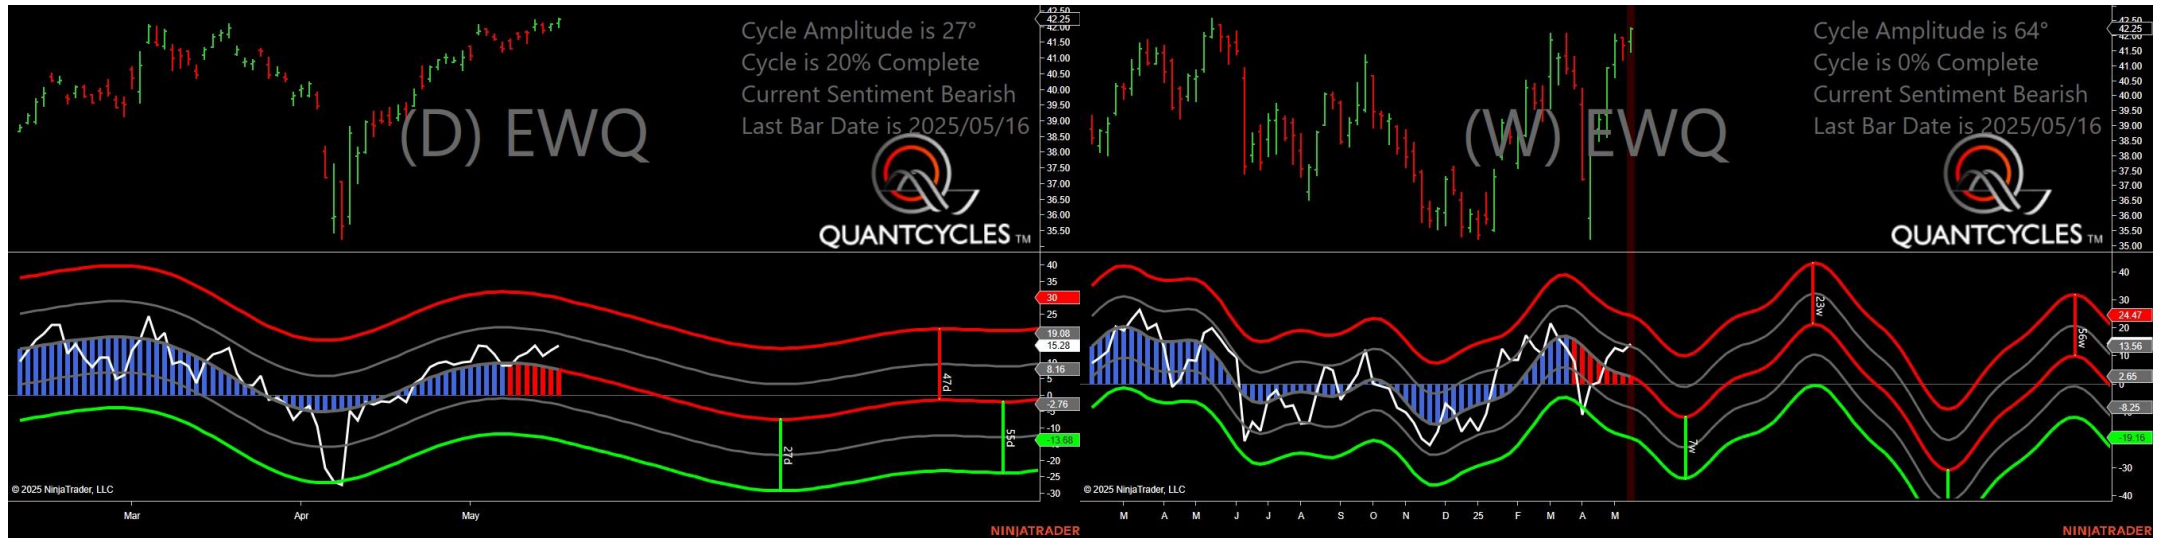 Cycle Amplitude is 27°
Cycle is 20% Complete
Current Sentiment Bearish
Last Bar Date is 2025/05/16
(D) EWQ
QUANTCYCLES TM
42.50
42.25
42.00
41.50
41.00
40.50
40.00
39.50
39.00
38.50
38.00
37.50
37.00
36.50
36.00
35.50
40
35
30
25
19.08
15.28
10
8.16
5
0
-2.76
-5
-10
-13.68
-20
-25
-30
47d
27d
55d
© 2025 NinjaTrader, LLC
Mar
Apr
May
NINJATRADER
Cycle Amplitude is 64°
Cycle is 0% Complete
Current Sentiment Bearish
Last Bar Date is 2025/05/16
(W) EWQ
QUANTCYCLES TM
42.50
42.25
42.00
41.50
41.00
40.50
40.00
39.50
39.00
38.50
38.00
37.50
37.00
36.50
36.00
35.50
35.00
40
30
24.47
20
13.56
10
2.65
0
-8.25
-19.16
-30
-40
23w
56w
7w
© 2025 NinjaTrader, LLC
M A M J J A S O N D 25 F M A M
NINJATRADER